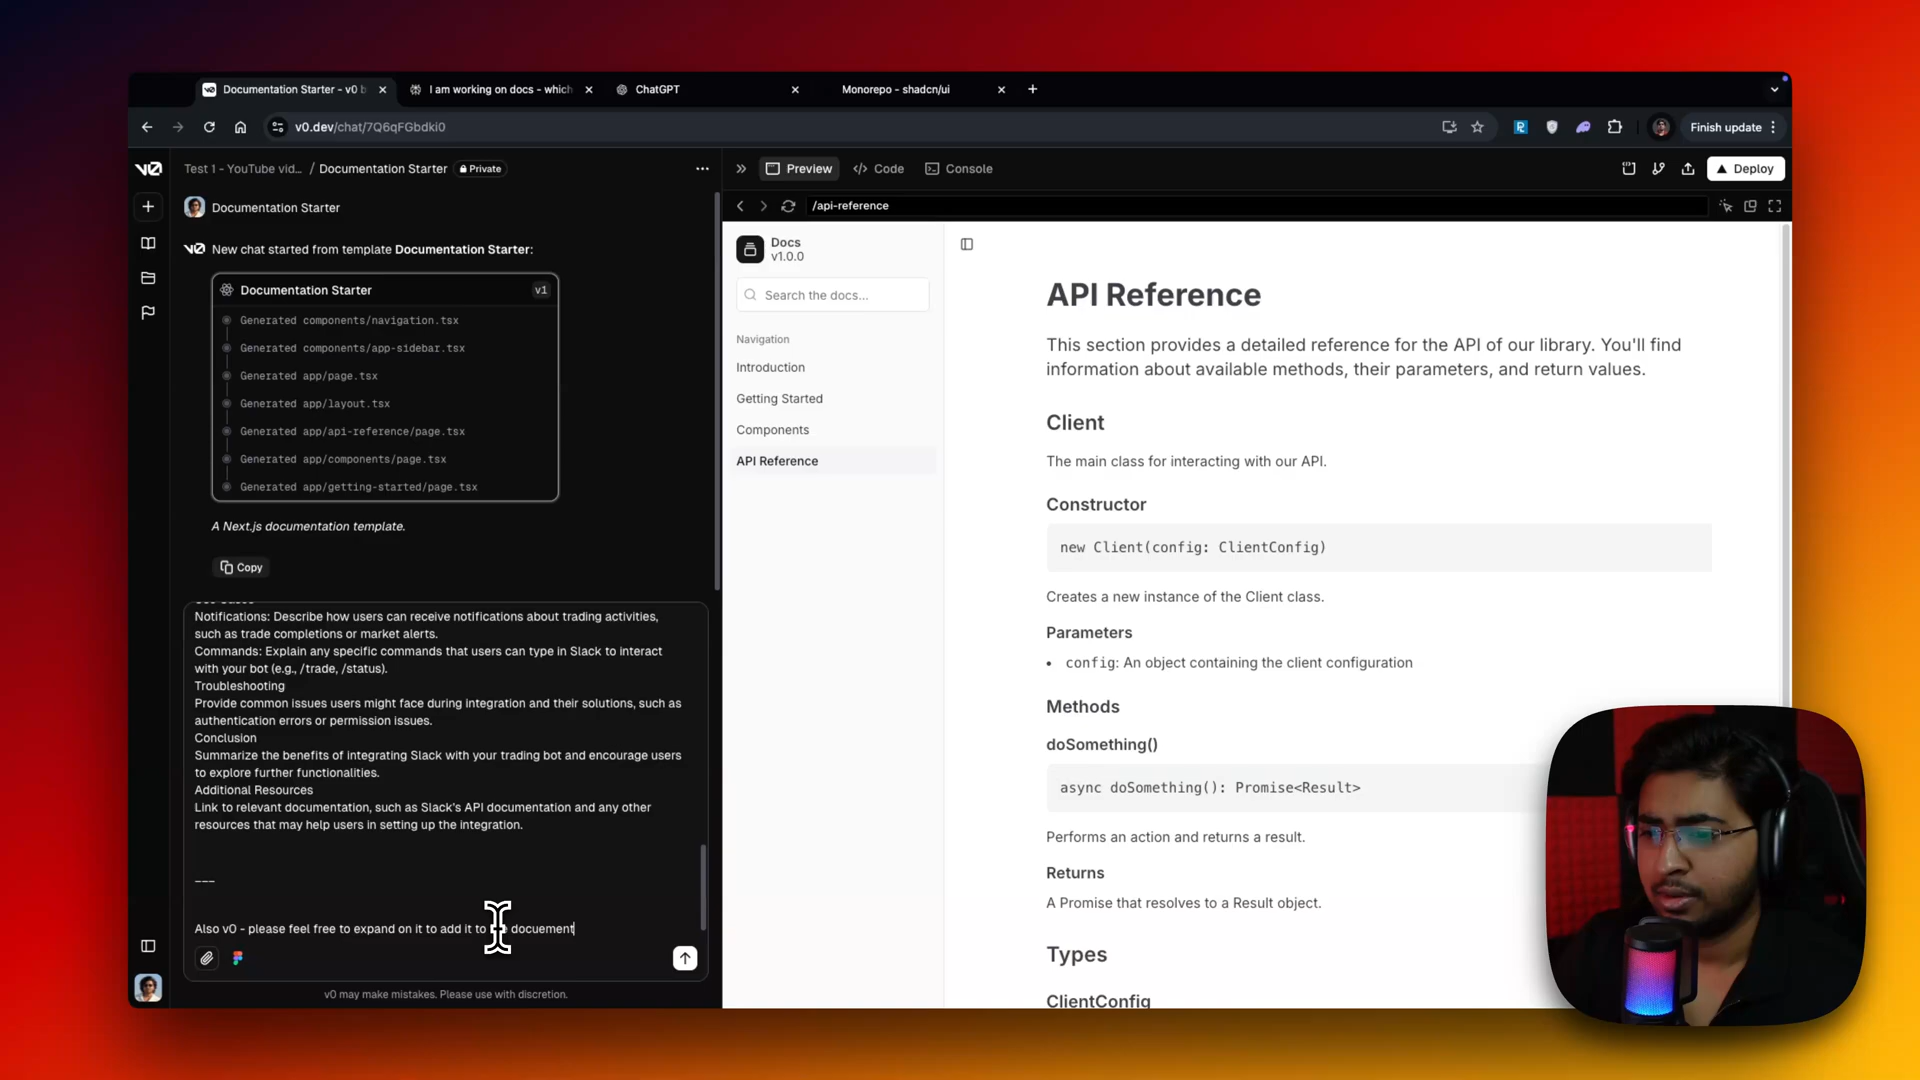 Documentation Starter - v0 b
I am working on docs - which
ChatGPT
Monorepo - shadcn/ui
v0.dev/chat/7Q6qFGbdki0
Finish update
Test 1 - YouTube vid... / Documentation Starter
Private
Documentation Starter
New chat started from template Documentation Starter:
Documentation Starter
v1
Generated components/navigation.tsx
Generated components/app-sidebar.tsx
Generated app/page.tsx
Generated app/layout.tsx
Generated app/api-reference/page.tsx
Generated app/components/page.tsx
Generated app/getting-started/page.tsx
A Next.js documentation template.
Copy
Notifications: Describe how users can receive notifications about trading activities,
such as trade completions or market alerts.
Commands: Explain any specific commands that users can type in Slack to interact
with your bot (e.g., /trade, /status).
Troubleshooting
Provide common issues users might face during integration and their solutions, such as
authentication errors or permission issues.
Conclusion
Summarize the benefits of integrating Slack with your trading bot and encourage users
to explore further functionalities.
Additional Resources
Link to relevant documentation, such as Slack's API documentation and any other
resources that may help users in setting up the integration.
---
Also v0 - please feel free to expand on it to add it to docuement
v0 may make mistakes. Please use with discretion.
Preview
Code
Console
Deploy
/api-reference
Docs
v1.0.0
Search the docs...
Navigation
Introduction
Getting Started
Components
API Reference
API Reference
This section provides a detailed reference for the API of our library. You'll find
information about available methods, their parameters, and return values.
Client
The main class for interacting with our API.
Constructor
new Client(config: ClientConfig)
Creates a new instance of the Client class.
Parameters
• config: An object containing the client configuration
Methods
doSomething()
async doSomething(): Promise<Result>
Performs an action and returns a result.
Returns
A Promise that resolves to a Result object.
Types
ClientConfig